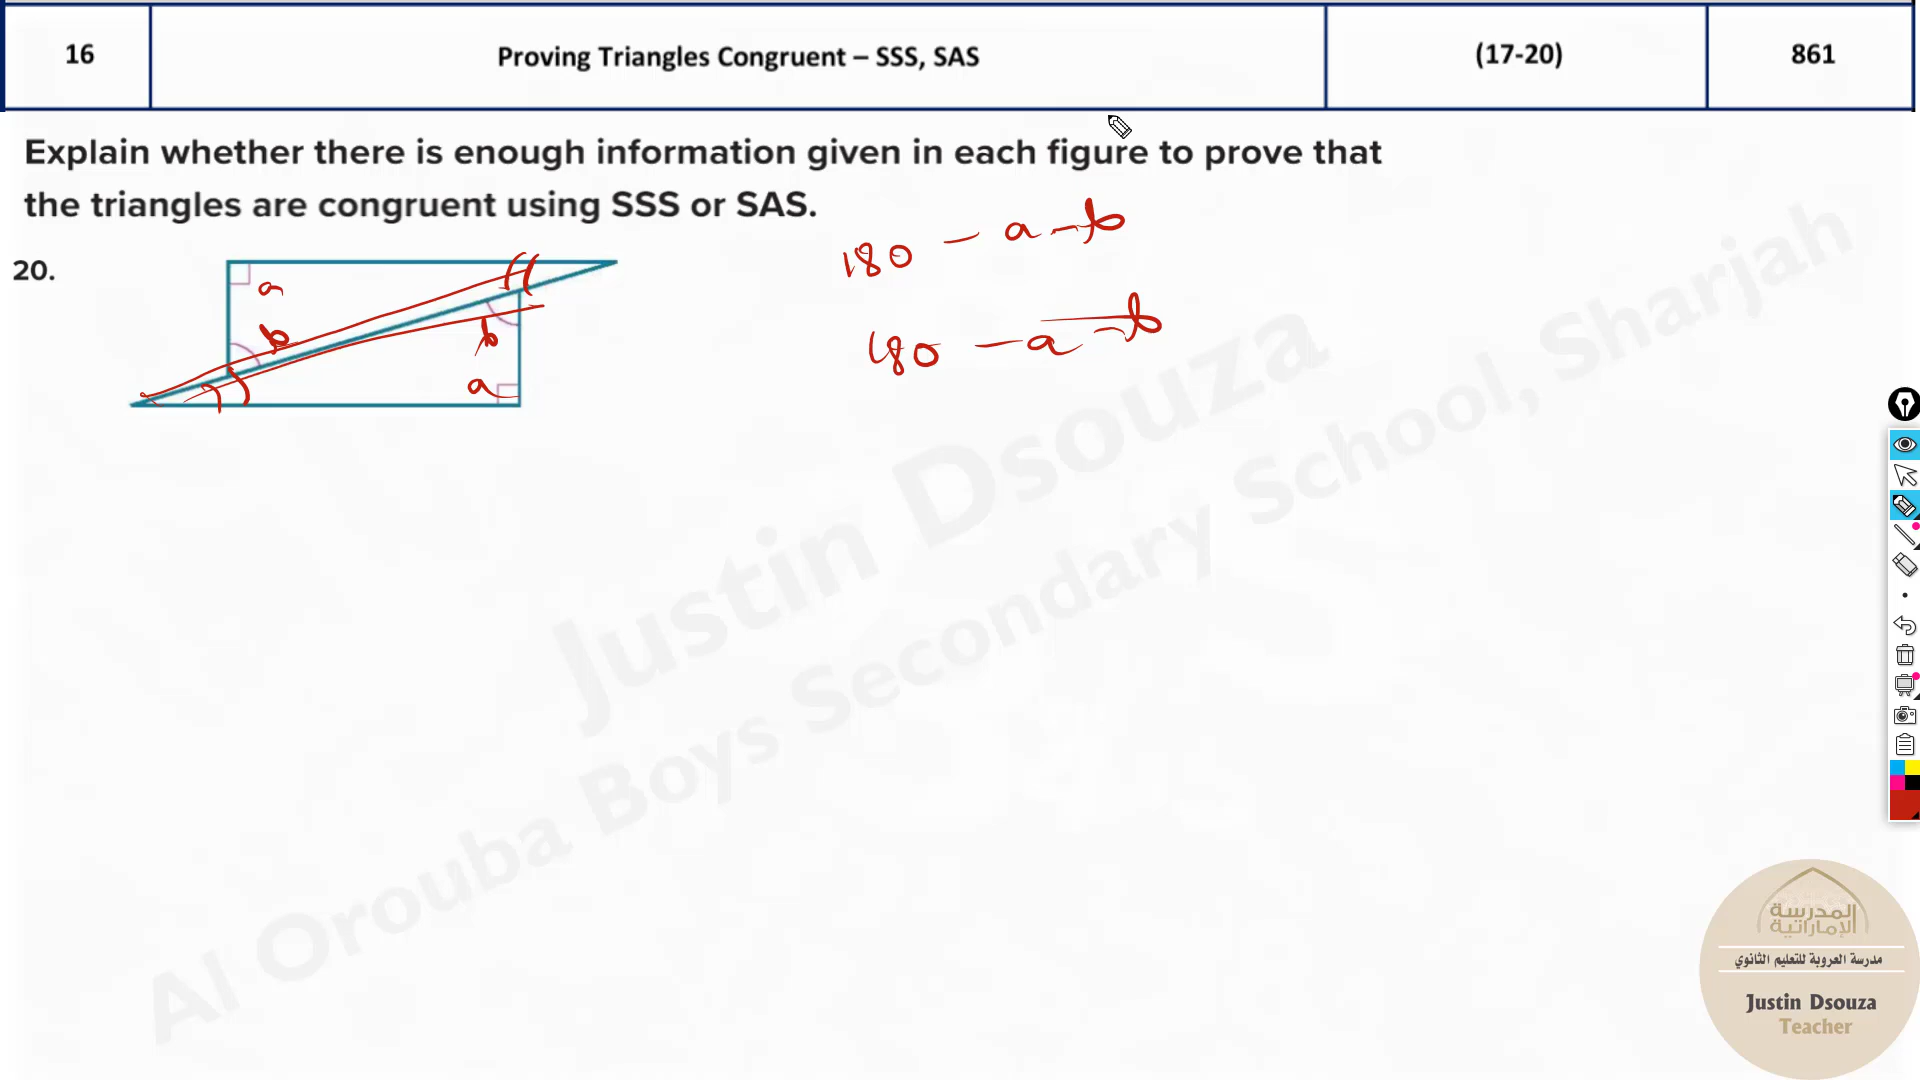 16 Proving Triangles Congruent – SSS, SAS (17-20) 861
Explain whether there is enough information given in each figure to prove that
the triangles are congruent using SSS or SAS.
20.
a
b
b
a
180 – a – b
180 – a – b
Justin Dsouza
Al Orouba Boys Secondary School, Sharjah
المدرسة
الإماراتية
مدرسة العروبة للتعليم الثانوي
Justin Dsouza
Teacher